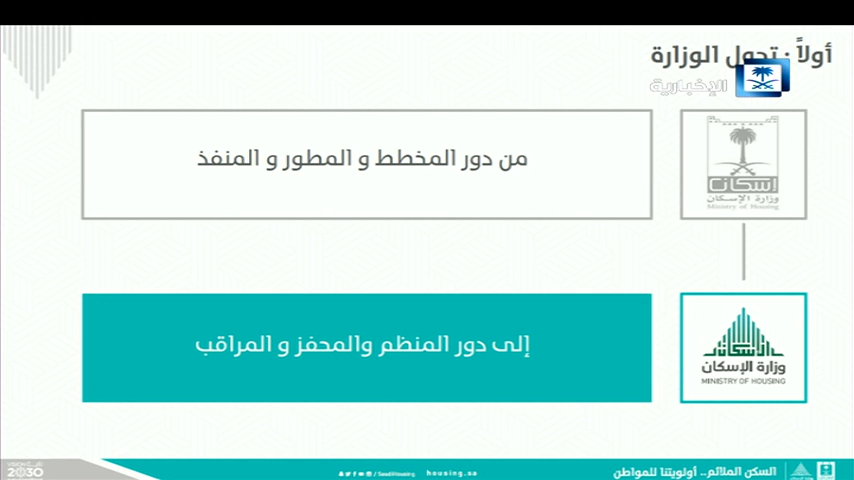 أولاً : تحول الوزارة
الإخبارية
من دور المخطط و المطور و المنفذ
إسكان
وزارة الإسكان
Ministry of Housing
إلى دور المنظم والمحفز و المراقب
الإسكان
وزارة الإسكان
MINISTRY OF HOUSING
السكن الملائم.. أولويتنا للمواطن
housing.sa
/SaudiHousing
2030